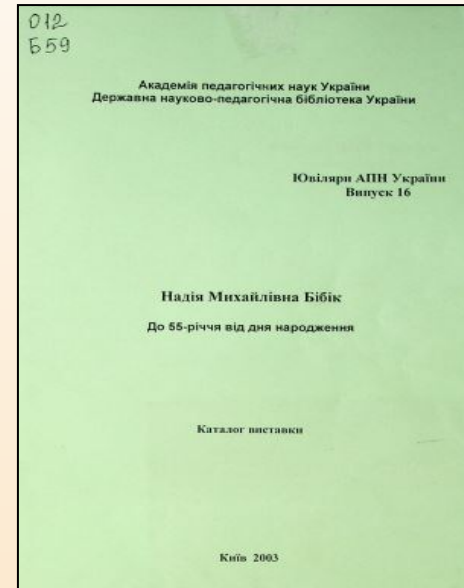 012
Б59
Академія педагогічних наук України
Державна науково-педагогічна бібліотека України
Ювіляри АПН України
Випуск 16
Надія Михайлівна Бібік
До 55-річчя від дня народження
Каталог виставки
Київ 2003